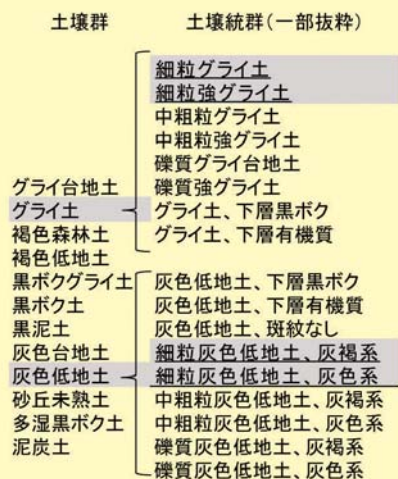 土壌群
土壌統群(一部抜粋)
グライ台地土
グライ土
褐色森林土
褐色低地土
黒ボクグライ土
黒ボク土
黒泥土
灰色台地土
灰色低地土
砂丘未熟土
多湿黒ボク土
泥炭土
細粒グライ土
細粒強グライ土
中粗粒グライ土
中粗粒強グライ土
礫質グライ台地土
礫質強グライ土
グライ土、下層黒ボク
グライ土、下層有機質
灰色低地土、下層黒ボク
灰色低地土、下層有機質
灰色低地土、斑紋なし
細粒灰色低地土、灰褐系
細粒灰色低地土、灰色系
中粗粒灰色低地土、灰褐系
中粗粒灰色低地土、灰色系
礫質灰色低地土、灰褐系
礫質灰色低地土、灰色系